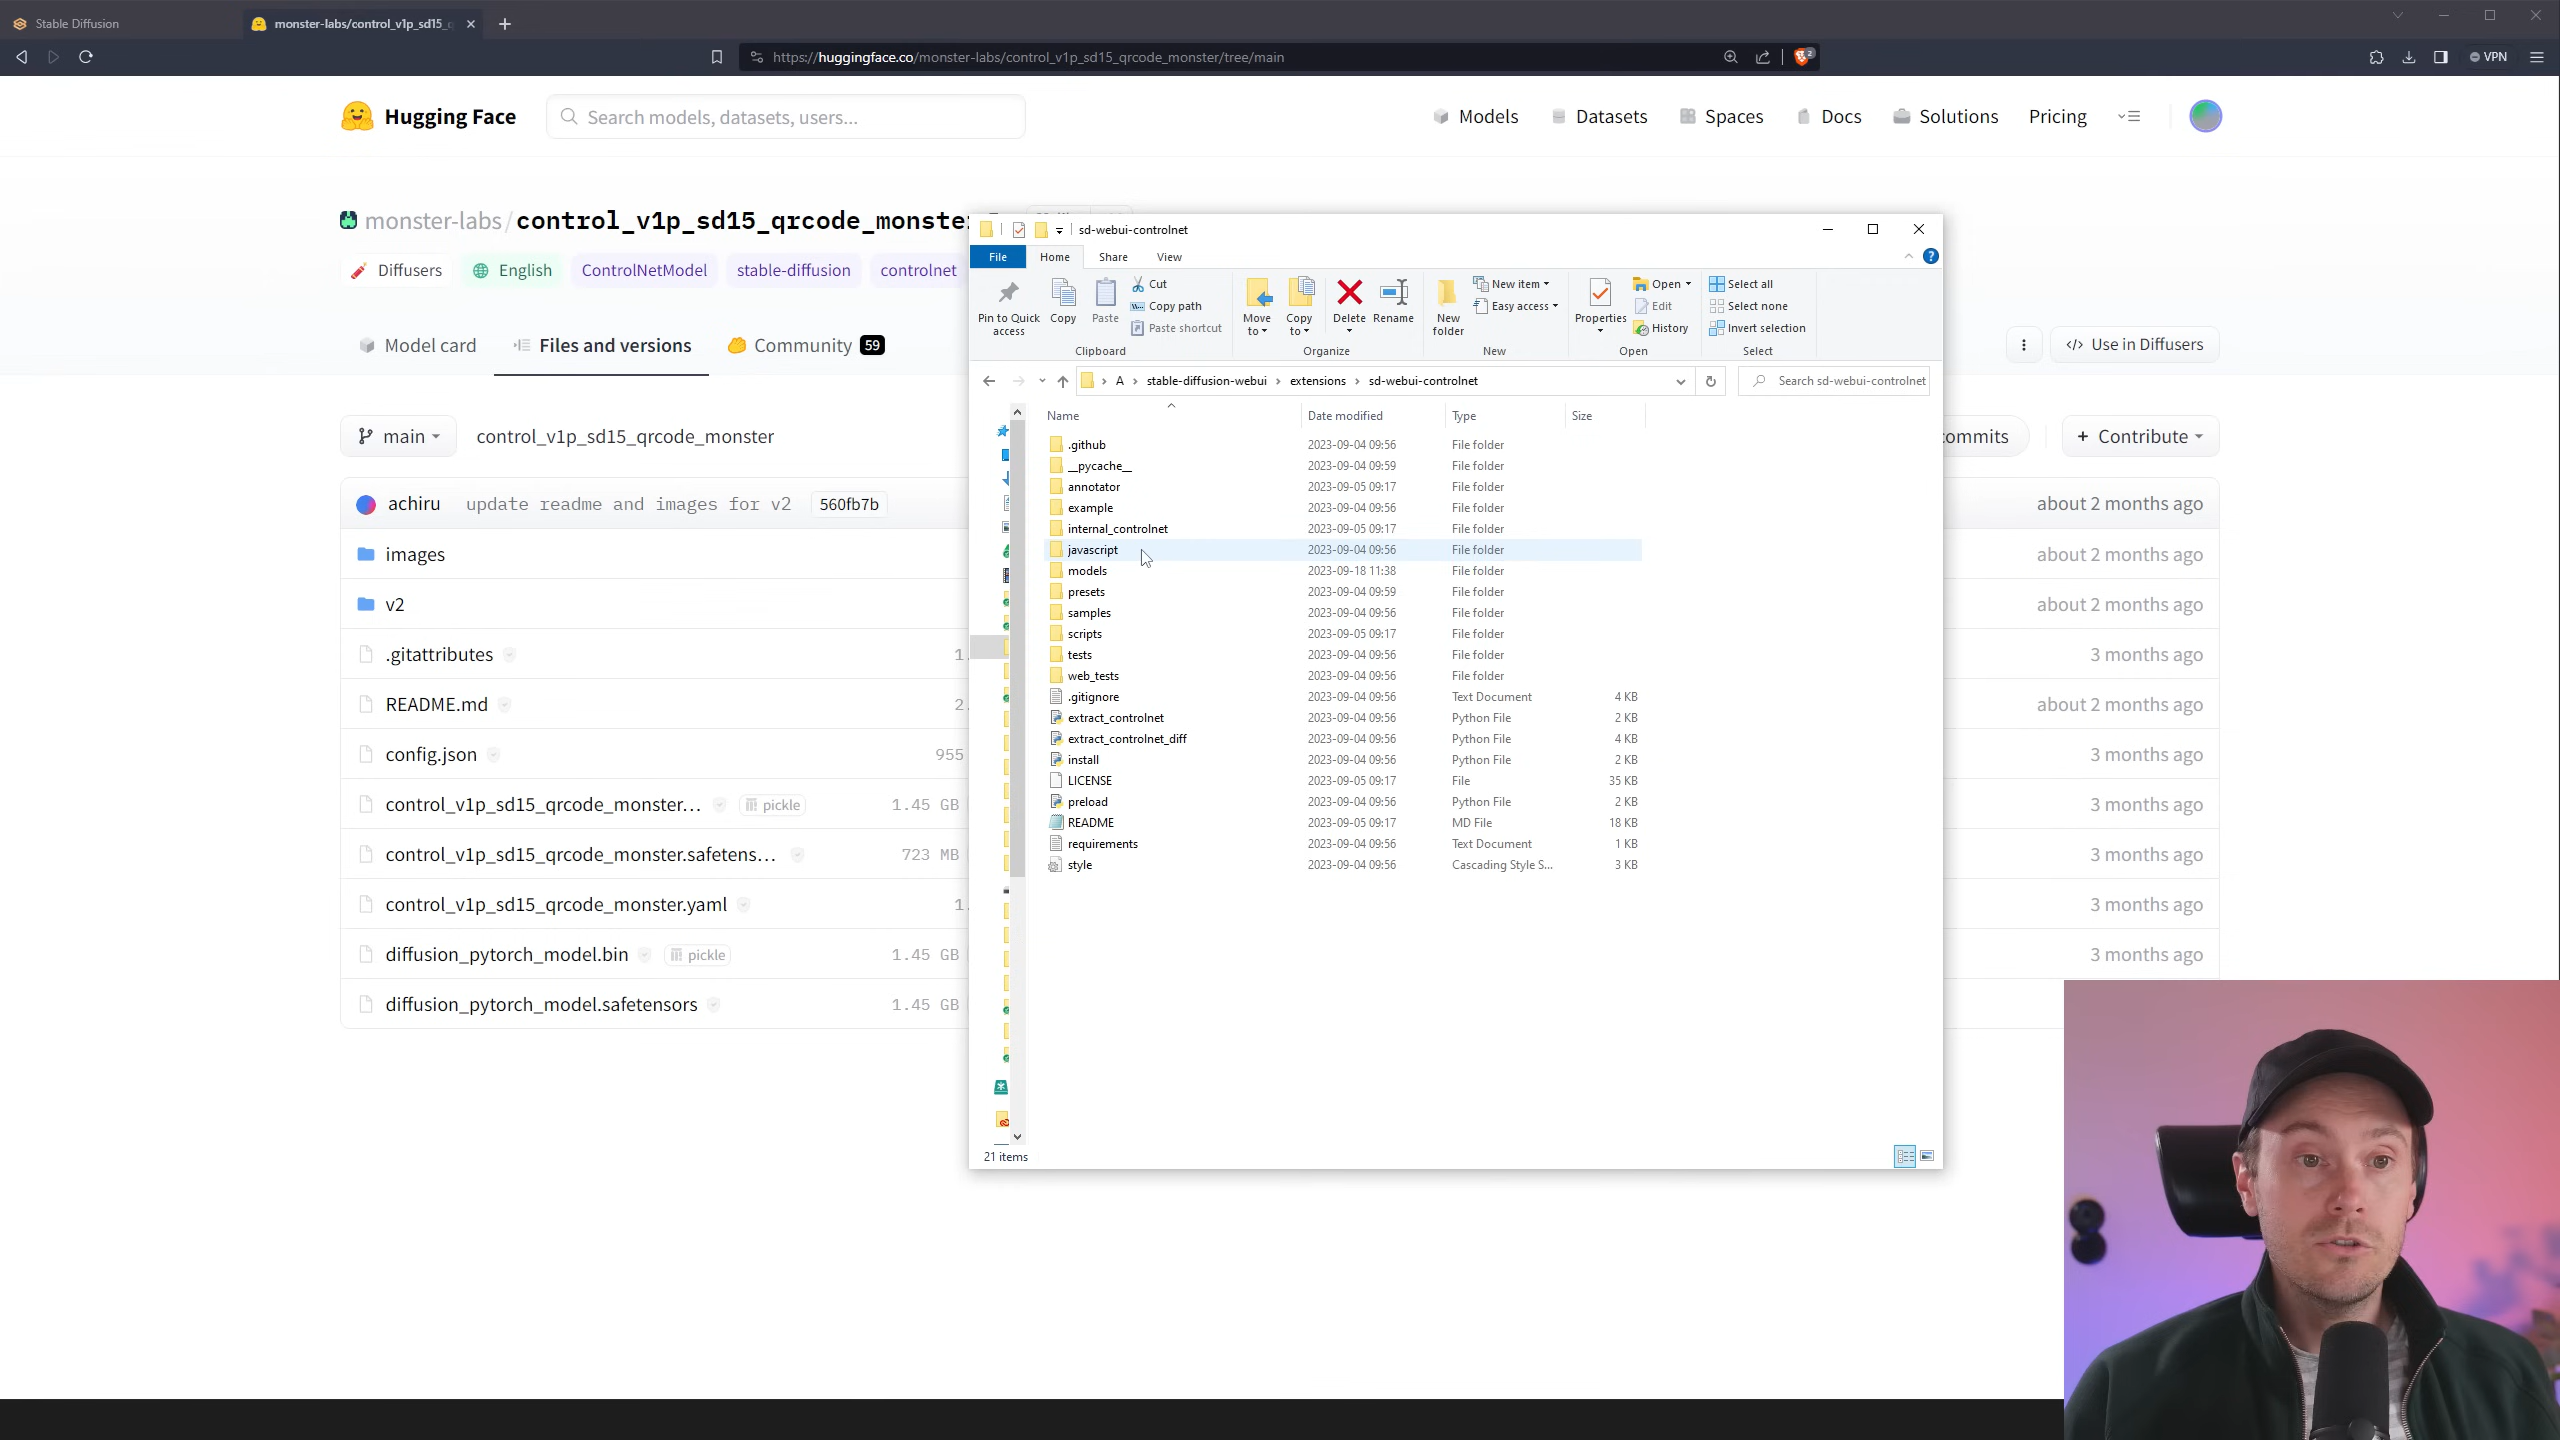 Stable Diffusion
monster-labs/control_v1p_sd15_q
https://huggingface.co/monster-labs/control_v1p_sd15_qrcode_monster/tree/main
2
VPN
Hugging Face
Search models, datasets, users...
Models
Datasets
Spaces
Docs
Solutions
Pricing
monster-labs/control_v1p_sd15_qrcode_monster
Diffusers
English
ControlNetModel
stable-diffusion
controlnet
Model card
Files and versions
Community 59
Use in Diffusers
main
control_v1p_sd15_qrcode_monster
ommits
+ Contribute
achiru update readme and images for v2 560fb7b about 2 months ago
images about 2 months ago
v2 about 2 months ago
.gitattributes 1. 3 months ago
README.md 2. about 2 months ago
config.json 955 3 months ago
control_v1p_sd15_qrcode_monster... pickle 1.45 GB 3 months ago
control_v1p_sd15_qrcode_monster.safetens... 723 MB 3 months ago
control_v1p_sd15_qrcode_monster.yaml 1. 3 months ago
diffusion_pytorch_model.bin pickle 1.45 GB 3 months ago
diffusion_pytorch_model.safetensors 1.45 GB
sd-webui-controlnet
File
Home
Share
View
Pin to Quick access
Copy
Paste
Cut
Copy path
Paste shortcut
Clipboard
Move to
Copy to
Delete
Rename
Organize
New folder
New item
Easy access
New
Properties
Open
Edit
History
Open
Select all
Select none
Invert selection
Select
A › stable-diffusion-webui › extensions › sd-webui-controlnet
Search sd-webui-controlnet
Name Date modified Type Size
.github 2023-09-04 09:56 File folder
__pycache__ 2023-09-04 09:59 File folder
annotator 2023-09-05 09:17 File folder
example 2023-09-04 09:56 File folder
internal_controlnet 2023-09-05 09:17 File folder
javascript 2023-09-04 09:56 File folder
models 2023-09-18 11:38 File folder
presets 2023-09-04 09:59 File folder
samples 2023-09-04 09:56 File folder
scripts 2023-09-05 09:17 File folder
tests 2023-09-04 09:56 File folder
web_tests 2023-09-04 09:56 File folder
.gitignore 2023-09-04 09:56 Text Document 4 KB
extract_controlnet 2023-09-04 09:56 Python File 2 KB
extract_controlnet_diff 2023-09-04 09:56 Python File 4 KB
install 2023-09-04 09:56 Python File 2 KB
LICENSE 2023-09-05 09:17 File 35 KB
preload 2023-09-04 09:56 Python File 2 KB
README 2023-09-05 09:17 MD File 18 KB
requirements 2023-09-04 09:56 Text Document 1 KB
style 2023-09-04 09:56 Cascading Style S... 3 KB
21 items